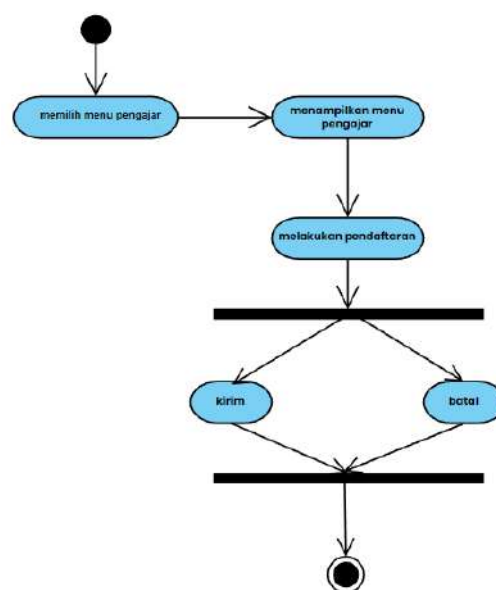 memilih menu pengajar
menampilkan menu
pengajar
melakukan pendaftaran
kirim
batal